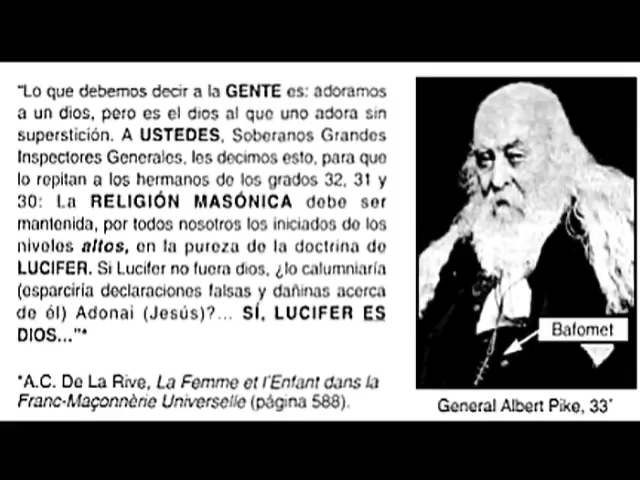 "Lo que debemos decir a la GENTE es: adoramos
a un dios, pero es el dios al que uno adora sin
superstición. A USTEDES, Soberanos Grandes
Inspectores Generales, les decimos esto, para que
lo repitan a los hermanos de los grados 32, 31 y
30: La RELIGIÓN MASÓNICA debe ser
mantenida, por todos nosotros los iniciados de los
niveles altos, en la pureza de la doctrina de
LUCIFER. Si Lucifer no fuera dios, ¿lo calumniaría
(esparciría declaraciones falsas y dañinas acerca
de él) Adonai (Jesús)?... SÍ, LUCIFER ES
DIOS..."*
*A.C. De La Rive, La Femme et l'Enfant dans la
Franc-Maçonnèrie Universelle (página 588).
Bafomet
General Albert Pike, 33°